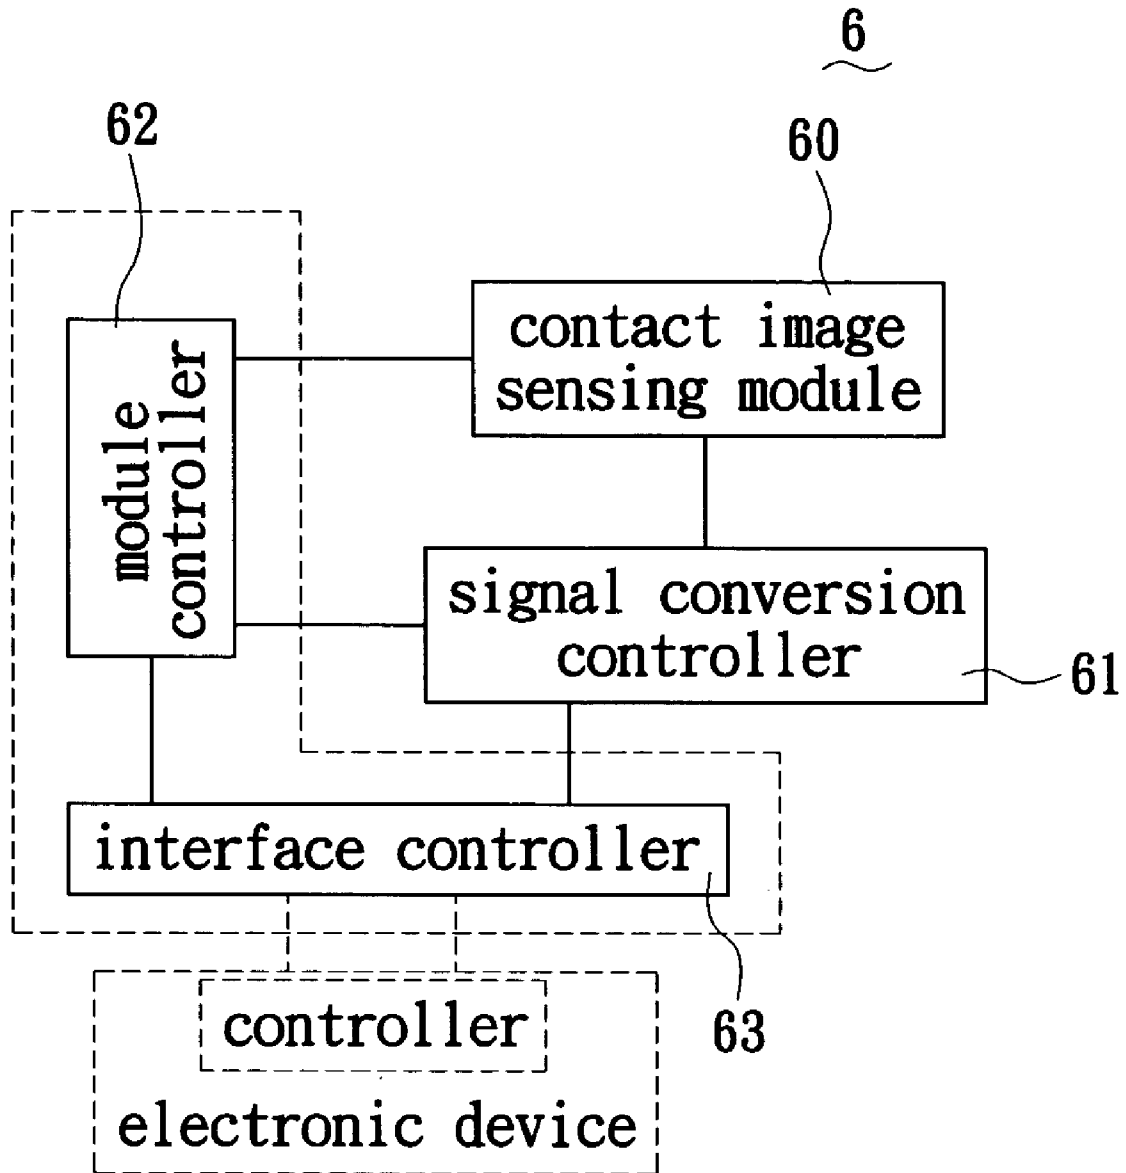 6
62
60
contact image
sensing module
module
controller
signal conversion
controller
61
interface controller
63
controller
electronic device